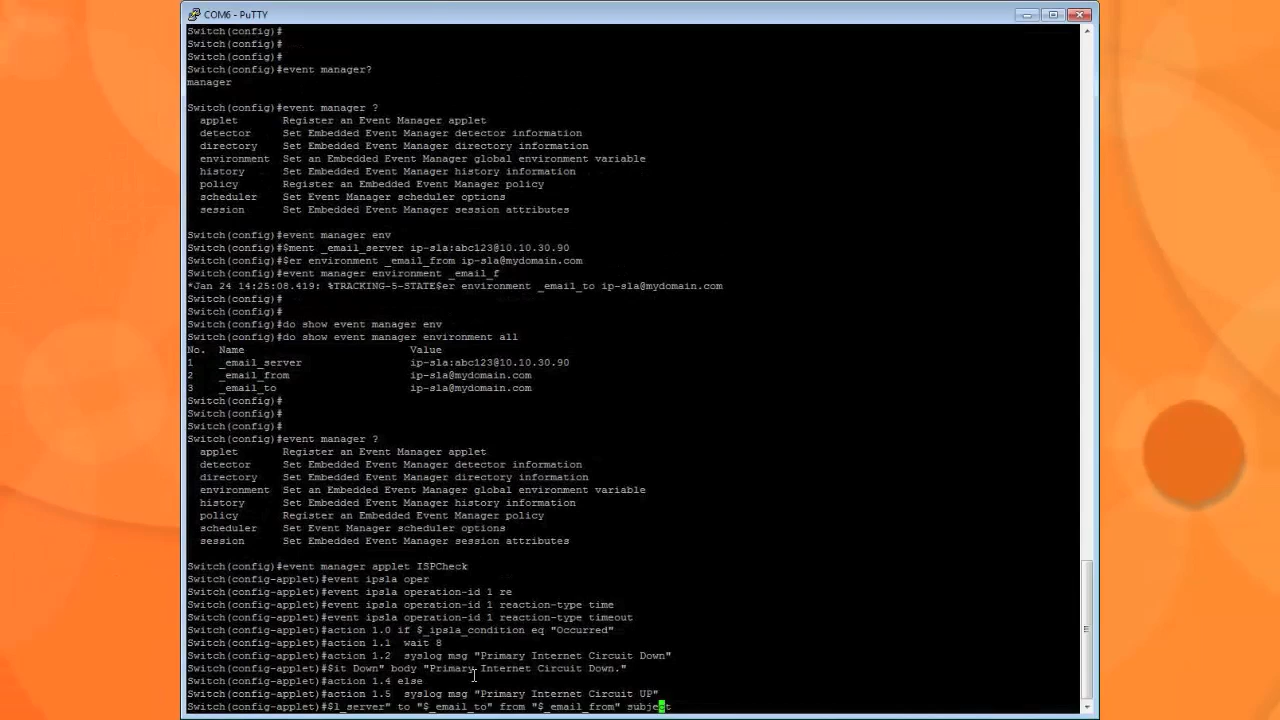 COM6 - PuTTY
Switch(config)#
Switch(config)#
Switch(config)#
Switch(config)#event manager?
manager
Switch(config)#event manager ?
applet Register an Event Manager applet
detector Set Embedded Event Manager detector information
directory Set Embedded Event Manager directory information
environment Set an Embedded Event Manager global environment variable
history Set Embedded Event Manager history information
policy Register an Embedded Event Manager policy
scheduler Set Event Manager scheduler options
session Set Embedded Event Manager session attributes
Switch(config)#event manager env
Switch(config)#$ment _email_server ip-sla:abc123@10.10.30.90
Switch(config)#$er environment _email_from ip-sla@mydomain.com
Switch(config)#event manager environment _email_f
*Jan 24 14:25:08.419: %TRACKING-5-STATE$er environment _email_to ip-sla@mydomain.com
Switch(config)#
Switch(config)#
Switch(config)#do show event manager env
Switch(config)#do show event manager environment all
No. Name Value
1 _email_server ip-sla:abc123@10.10.30.90
2 _email_from ip-sla@mydomain.com
3 _email_to ip-sla@mydomain.com
Switch(config)#
Switch(config)#
Switch(config)#
Switch(config)#event manager ?
applet Register an Event Manager applet
detector Set Embedded Event Manager detector information
directory Set Embedded Event Manager directory information
environment Set an Embedded Event Manager global environment variable
history Set Embedded Event Manager history information
policy Register an Embedded Event Manager policy
scheduler Set Event Manager scheduler options
session Set Embedded Event Manager session attributes
Switch(config)#event manager applet ISPCheck
Switch(config-applet)#event ipsla oper
Switch(config-applet)#event ipsla operation-id 1 re
Switch(config-applet)#event ipsla operation-id 1 reaction-type time
Switch(config-applet)#event ipsla operation-id 1 reaction-type timeout
Switch(config-applet)#action 1.0 if $_ipsla_condition eq "Occurred"
Switch(config-applet)#action 1.1 wait 8
Switch(config-applet)#action 1.2 syslog msg "Primary Internet Circuit Down"
Switch(config-applet)#$it Down" body "Primary Internet Circuit Down."
Switch(config-applet)#action 1.4 else
Switch(config-applet)#action 1.5 syslog msg "Primary Internet Circuit UP"
Switch(config-applet)#$l_server" to "$_email_to" from "$_email_from" subject